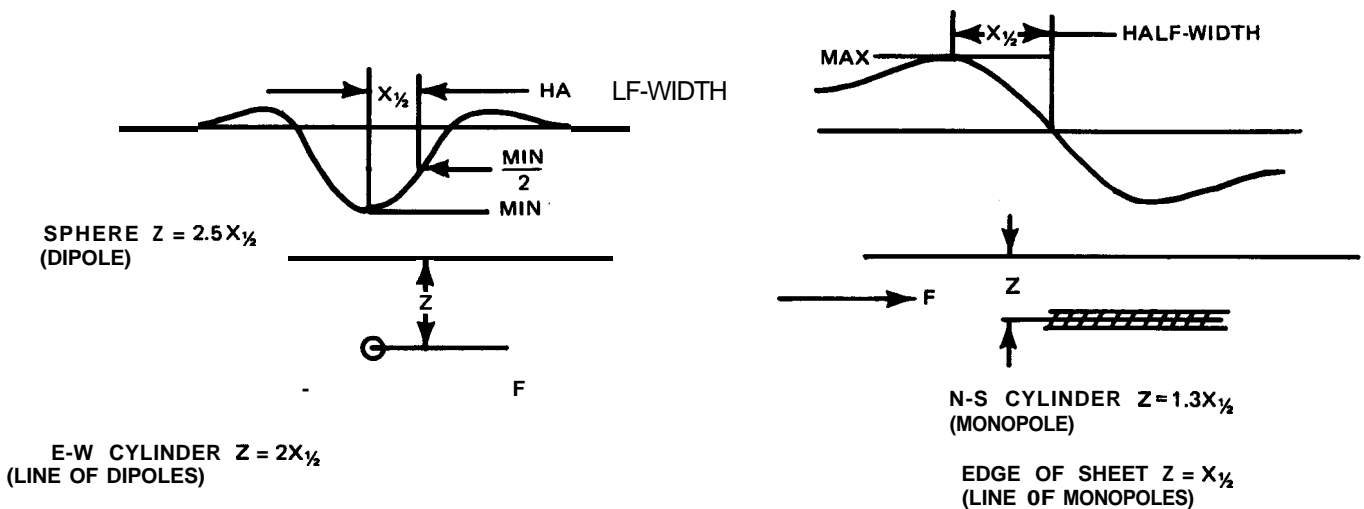 X½
HA LF-WIDTH
MIN
2
MIN
SPHERE Z = 2.5X½
(DIPOLE)
Z
- F
E-W CYLINDER Z = 2X½
(LINE OF DIPOLES)
X½
HALF-WIDTH
MAX
Z
F
N-S CYLINDER Z=1.3X½
(MONOPOLE)
EDGE OF SHEET Z = X½
(LINE OF MONOPOLES)